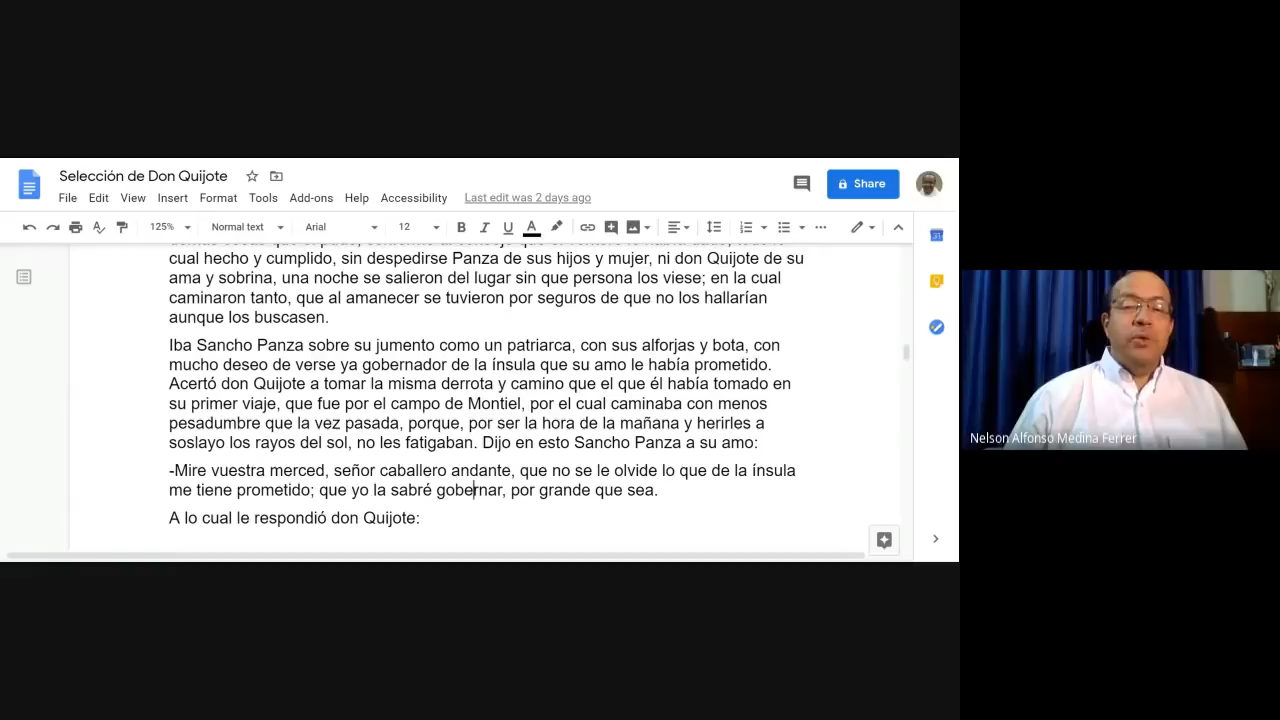 Selección de Don Quijote
Share
File Edit View Insert Format Tools Add-ons Help Accessibility Last edit was 2 days ago
125% Normal text Arial 12 B I U A
31
cual hecho y cumplido, sin despedirse Panza de sus hijos y mujer, ni don Quijote de su
ama y sobrina, una noche se salieron del lugar sin que persona los viese; en la cual
caminaron tanto, que al amanecer se tuvieron por seguros de que no los hallarían
aunque los buscasen.
Iba Sancho Panza sobre su jumento como un patriarca, con sus alforjas y bota, con
mucho deseo de verse ya gobernador de la ínsula que su amo le había prometido.
Acertó don Quijote a tomar la misma derrota y camino que el que él había tomado en
su primer viaje, que fue por el campo de Montiel, por el cual caminaba con menos
pesadumbre que la vez pasada, porque, por ser la hora de la mañana y herirles a
soslayo los rayos del sol, no les fatigaban. Dijo en esto Sancho Panza a su amo:
-Mire vuestra merced, señor caballero andante, que no se le olvide lo que de la ínsula
me tiene prometido; que yo la sabré gobernar, por grande que sea.
A lo cual le respondió don Quijote:
Nelson Alfonso Medina Ferrer